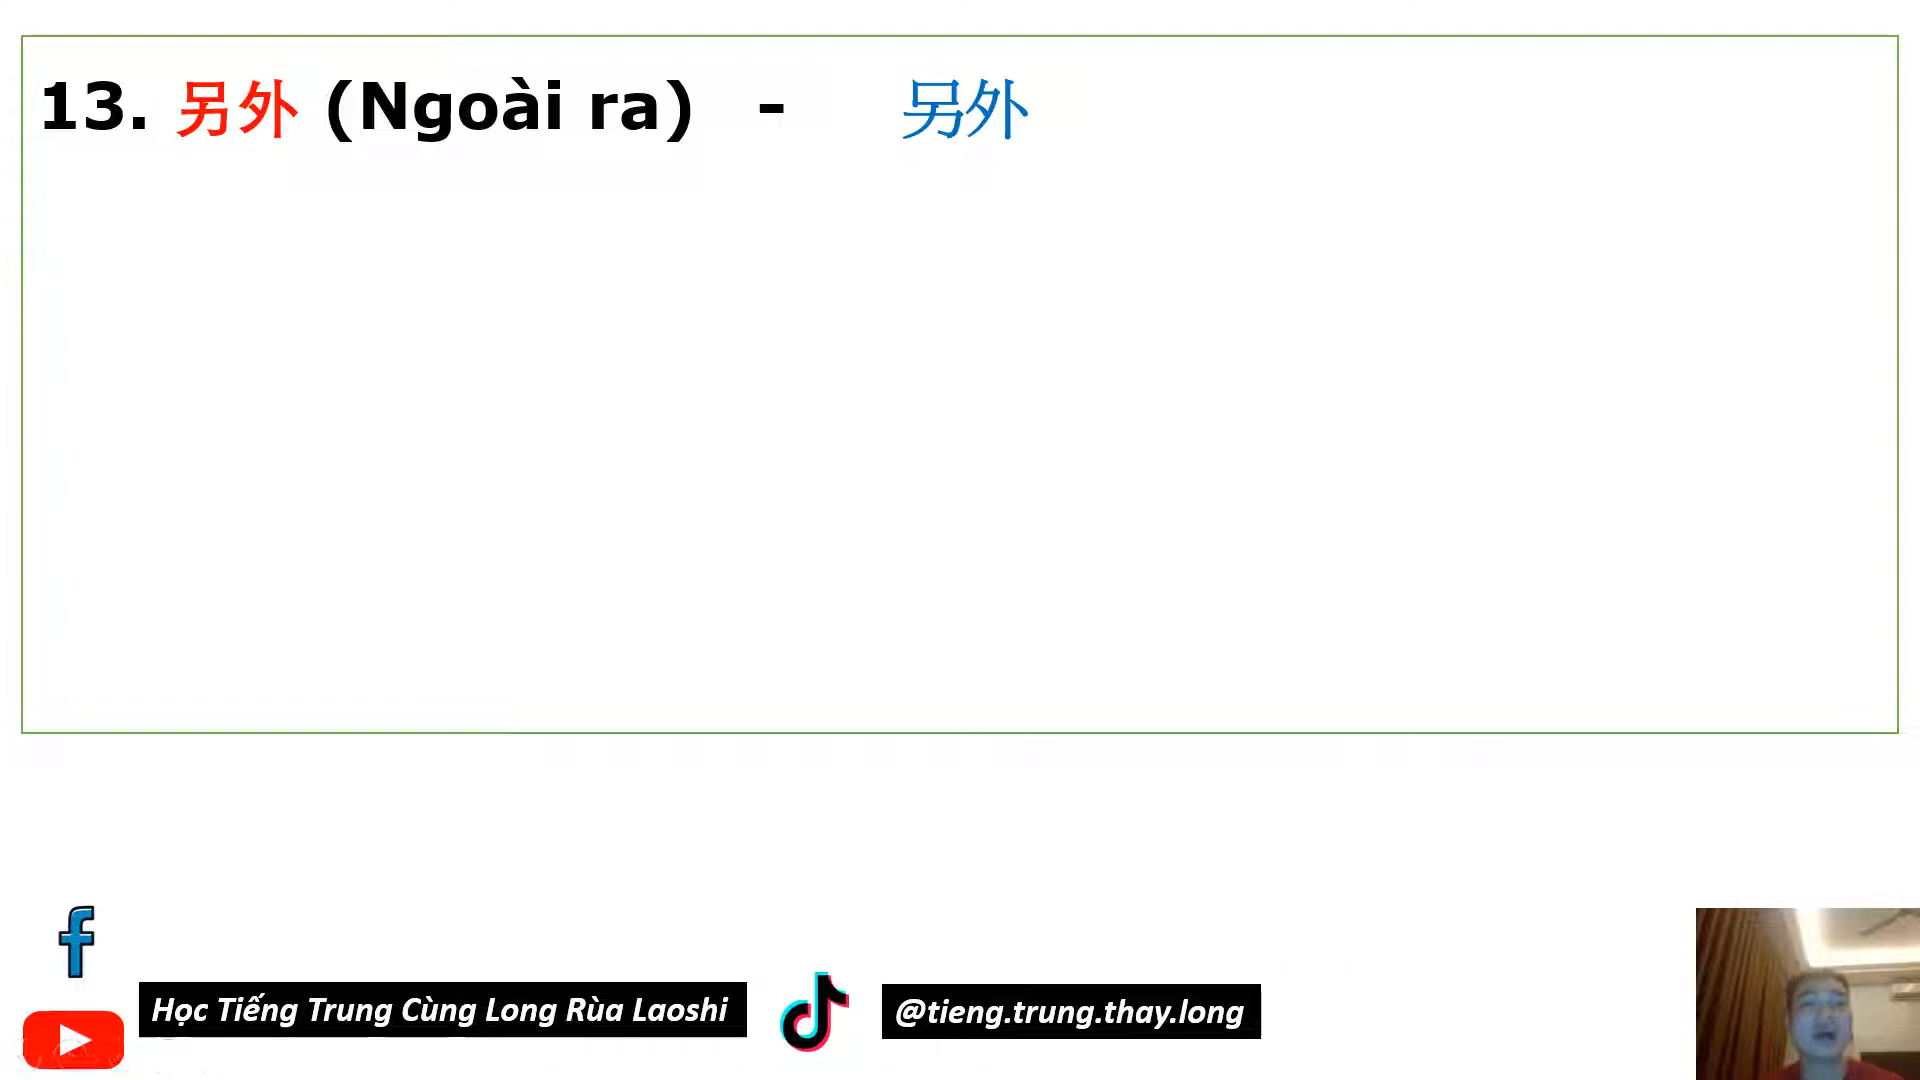 13. 另外 (Ngoài ra) - 另外
Học Tiếng Trung Cùng Long Rùa Laoshi
@tieng.trung.thay.long